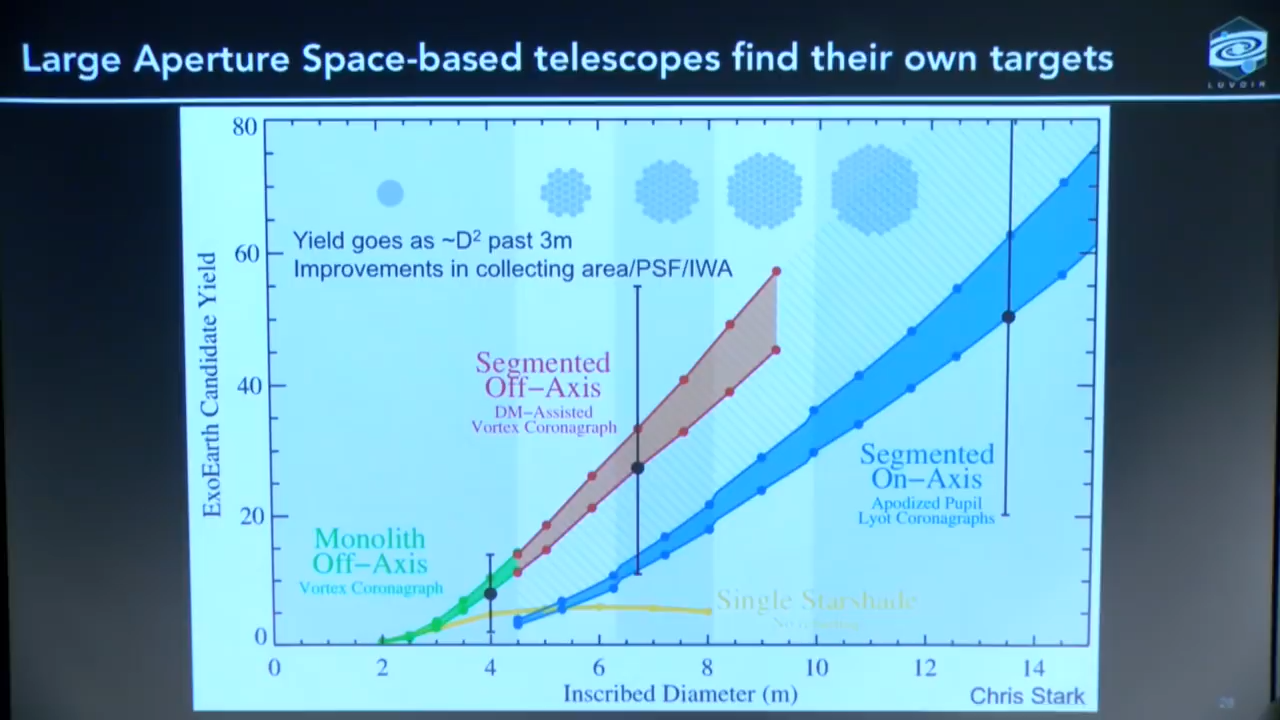 Large Aperture Space-based telescopes find their own targets
LUVOIR
80
60
40
20
0
ExoEarth Candidate Yield
Yield goes as ~D² past 3m
Improvements in collecting area/PSF/IWA
Segmented
Off–Axis
DM–Assisted
Vortex Coronagraph
Monolith
Off–Axis
Vortex Coronagraph
Segmented
On–Axis
Apodized Pupil
Lyot Coronagraphs
Single Starshade
0 2 4 6 8 10 12 14
Inscribed Diameter (m)
Chris Stark